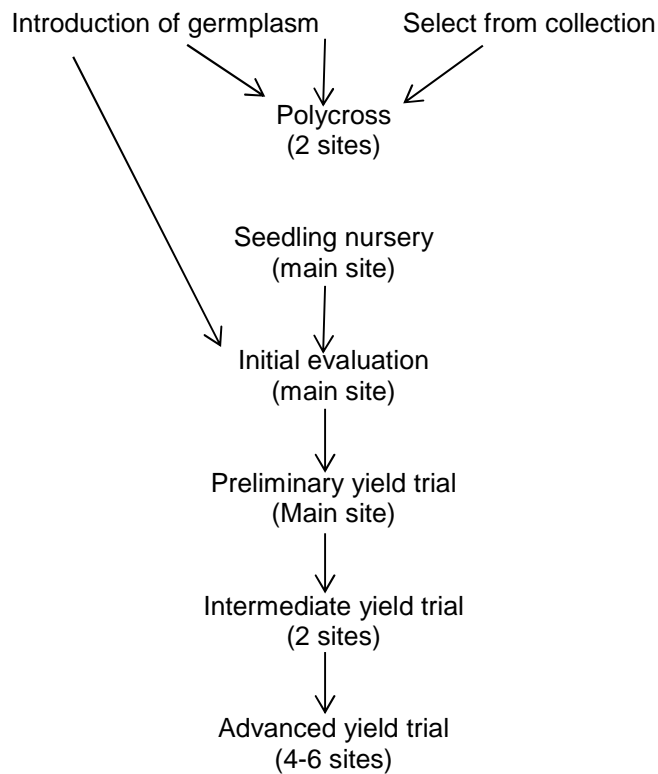 Introduction of germplasm
Select from collection
Polycross
(2 sites)
Seedling nursery
(main site)
Initial evaluation
(main site)
Preliminary yield trial
(Main site)
Intermediate yield trial
(2 sites)
Advanced yield trial
(4-6 sites)